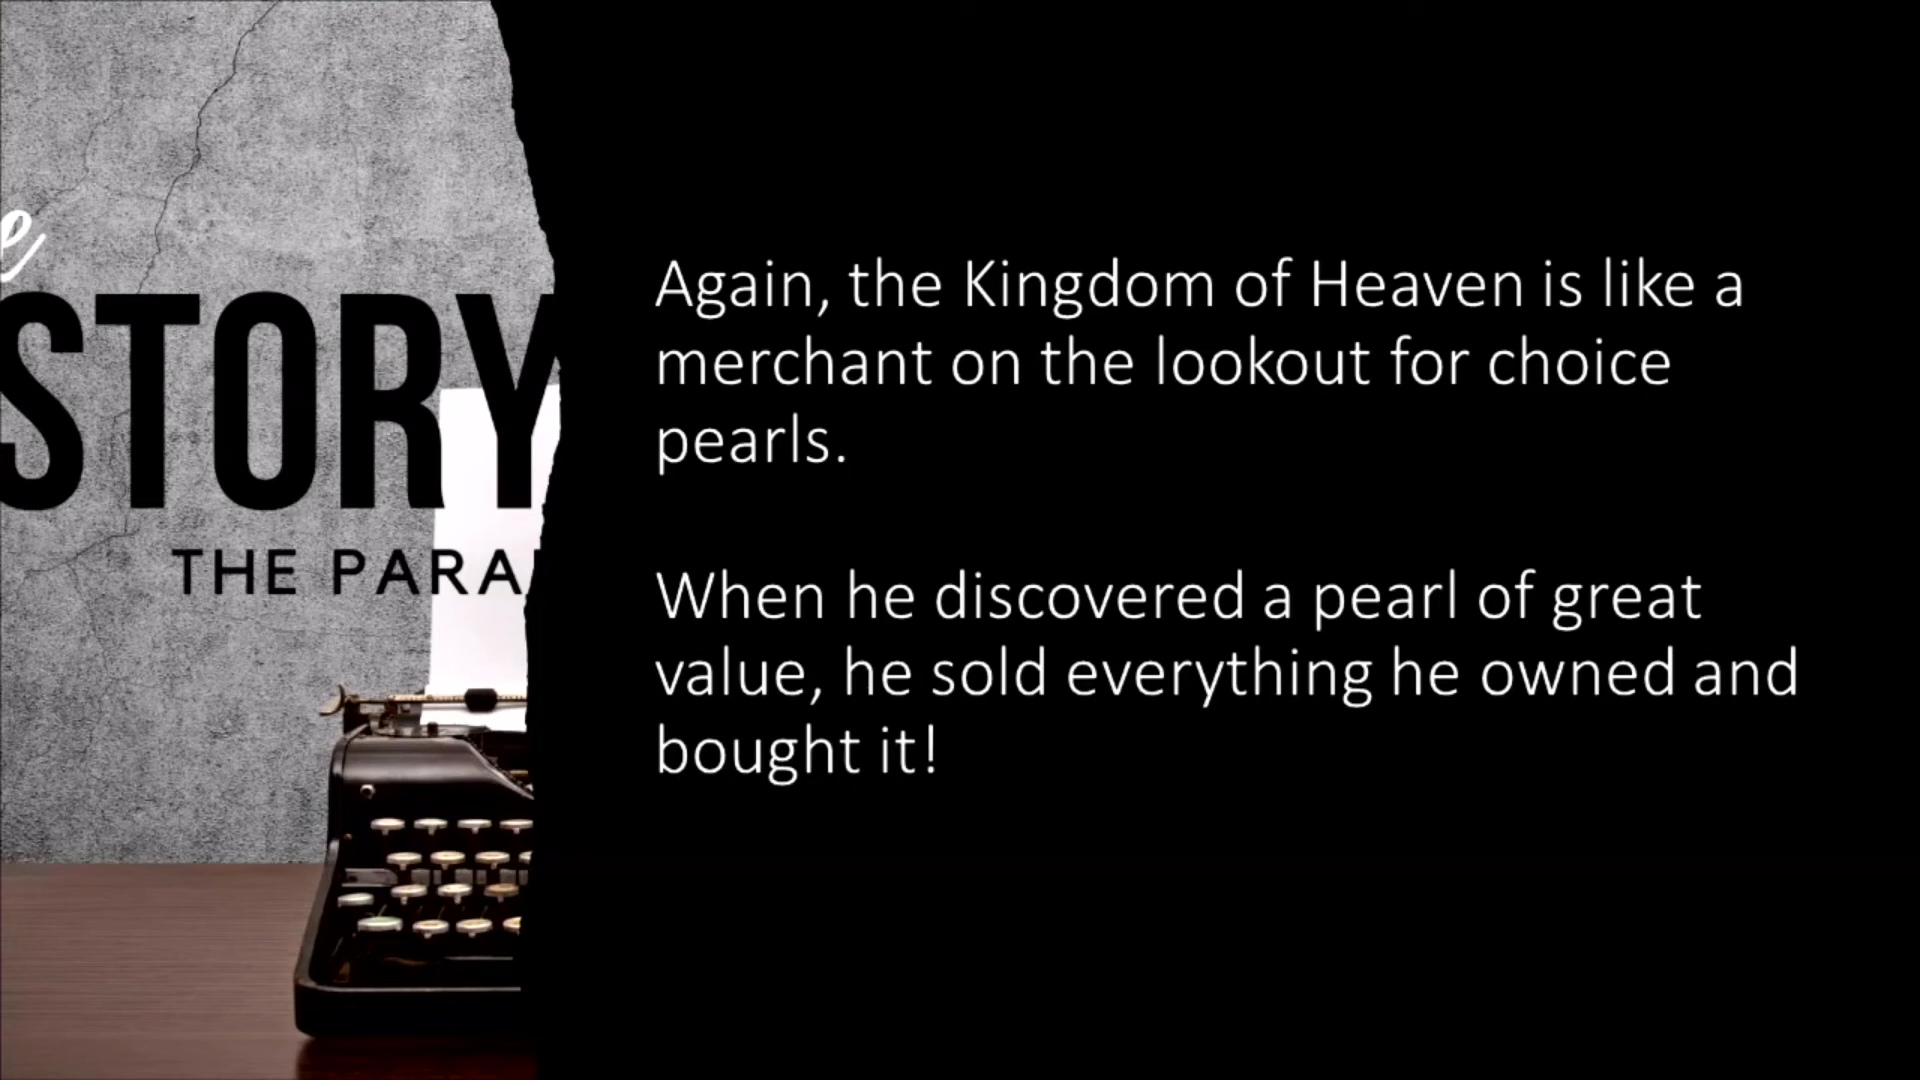 e
STORY
THE PARA
Again, the Kingdom of Heaven is like a
merchant on the lookout for choice
pearls.
When he discovered a pearl of great
value, he sold everything he owned and
bought it!